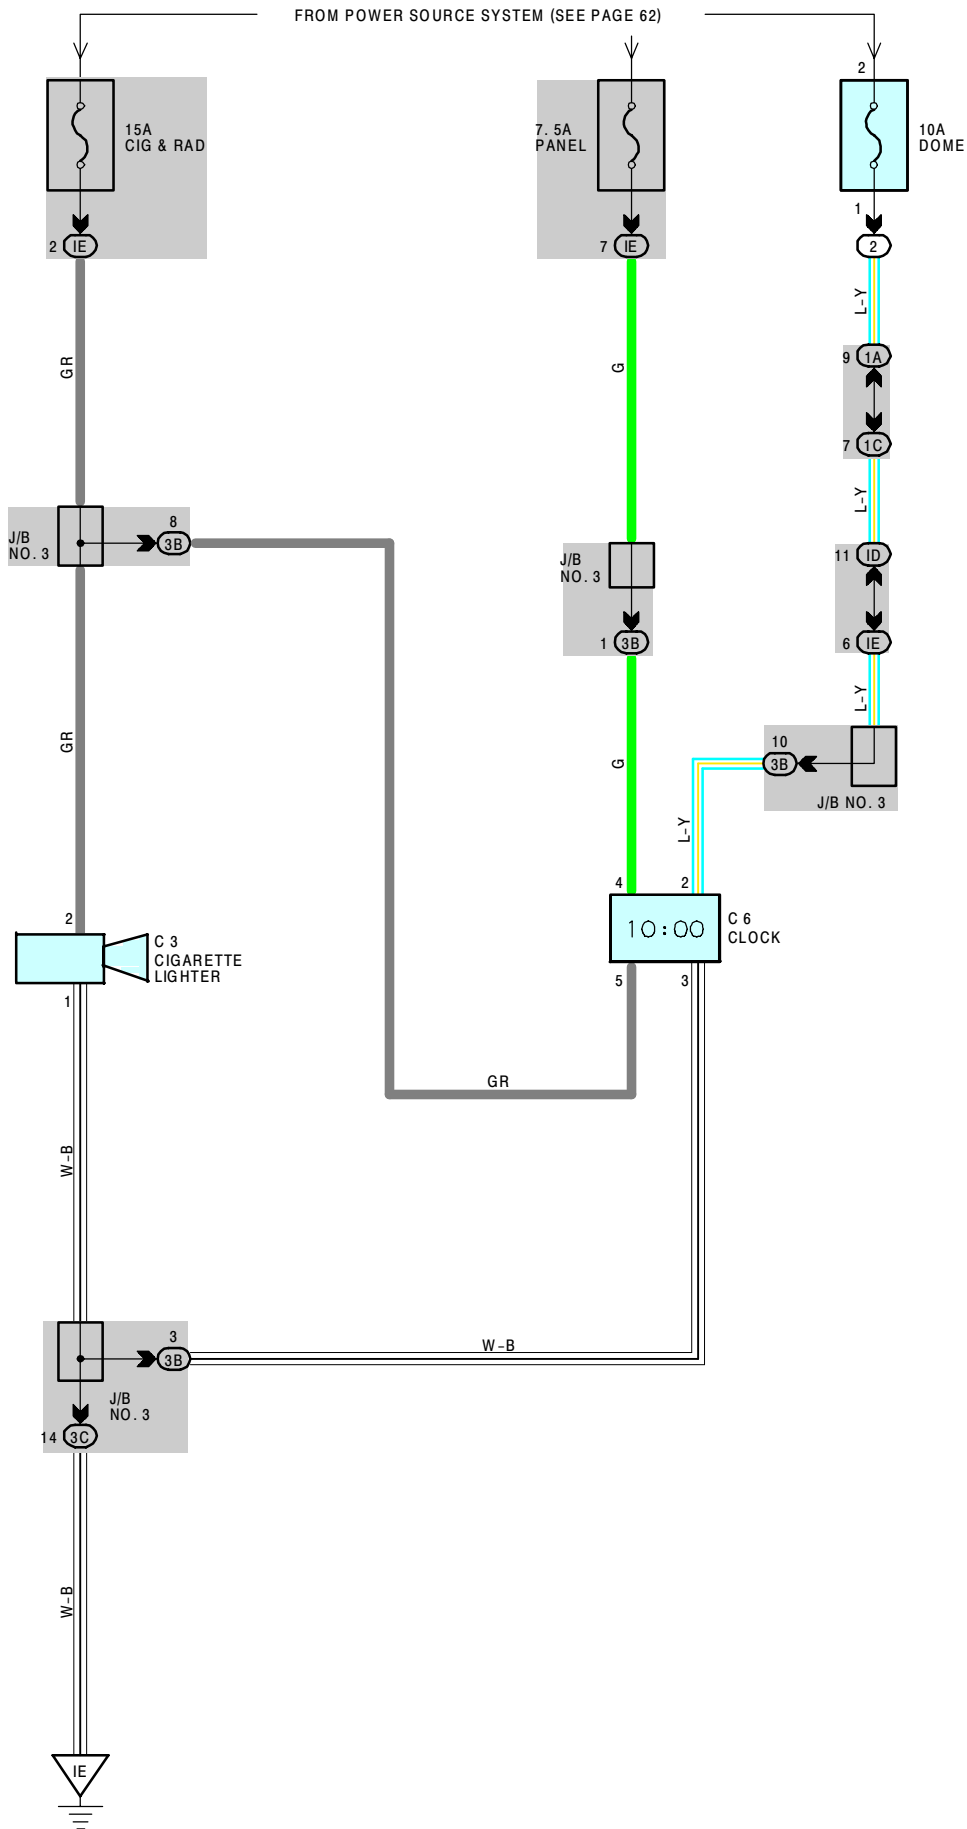 FROM POWER SOURCE SYSTEM (SEE PAGE 62)
2
15A
CIG & RAD
7. 5A
PANEL
10A
DOME
1
2 IE
7 IE
2
L-Y
GR
G
9 1A
7 1C
L-Y
8
J/B
NO. 3
3B
J/B
NO. 3
11 ID
1 3B
6 IE
L-Y
GR
G
10
3B
J/B NO. 3
L-Y
4
2
10:00
C 6
CLOCK
5
3
2
C 3
CIGARETTE
LIGHTER
1
GR
W-B
3
3B
W-B
J/B
NO. 3
14 3C
W-B
IE